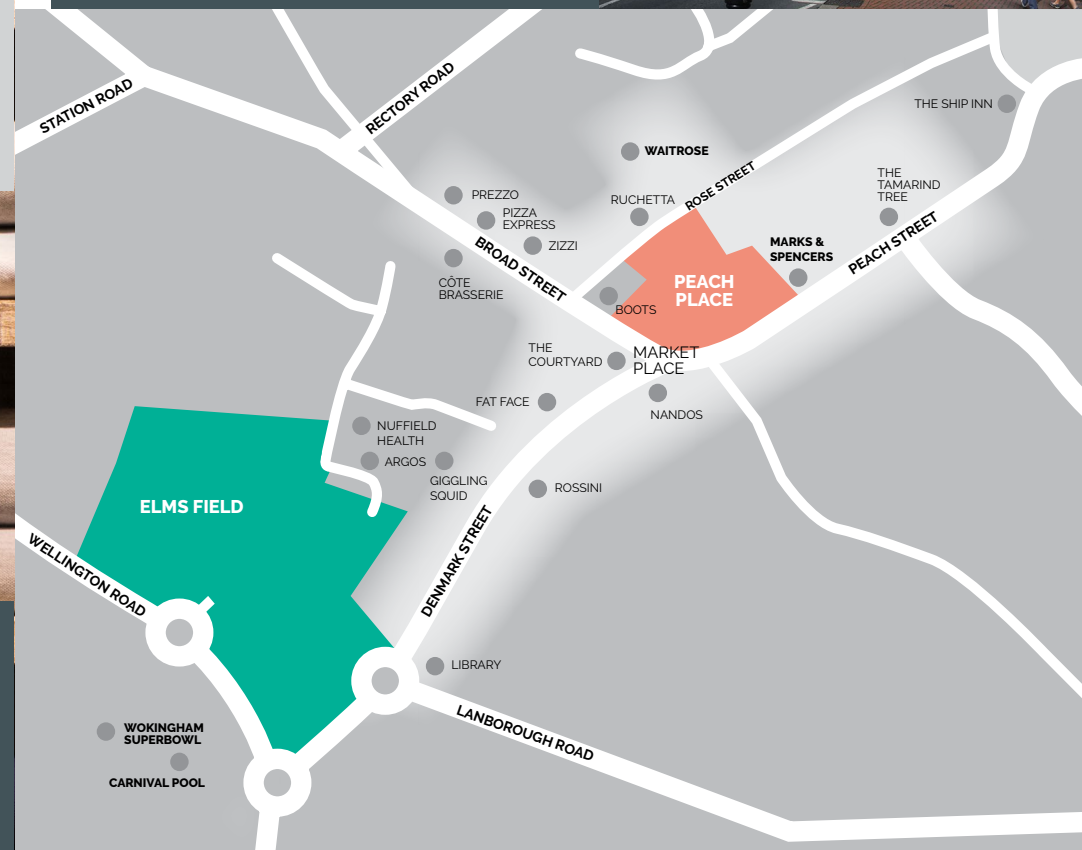 STATION ROAD
RECTORY ROAD
THE SHIP INN
WAITROSE
ROSE STREET
THE
TAMARIND
TREE
PREZZO
RUCHETTA
PIZZA
EXPRESS
ZIZZI
BROAD STREET
MARKS &
SPENCERS
PEACH STREET
CÔTE
BRASSERIE
PEACH
PLACE
BOOTS
THE
COURTYARD
MARKET
PLACE
FAT FACE
NANDOS
NUFFIELD
HEALTH
ARGOS
GIGGLING
SQUID
ROSSINI
ELMS FIELD
WELLINGTON ROAD
DENMARK STREET
LIBRARY
LANBOROUGH ROAD
WOKINGHAM
SUPERBOWL
CARNIVAL POOL